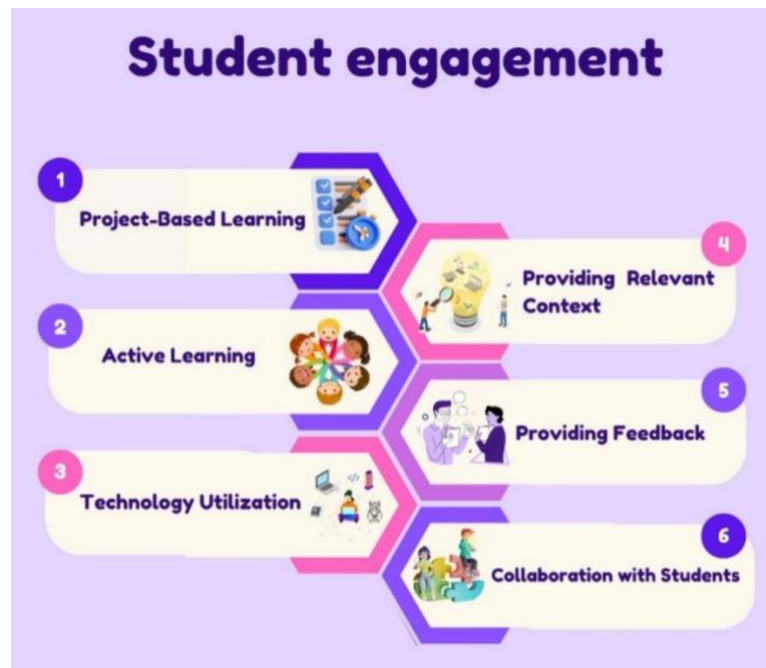 Student engagement
1
Project-Based Learning
2
Active Learning
3
Technology Utilization
4
Providing Relevant
Context
5
Providing Feedback
6
Collaboration with Students